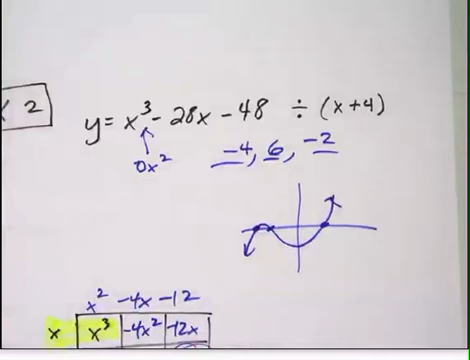 2
y = x³ - 28x - 48 ÷ (x+4)
0x²
-4, 6, -2
x² -4x -12
x x³ -4x² -12x